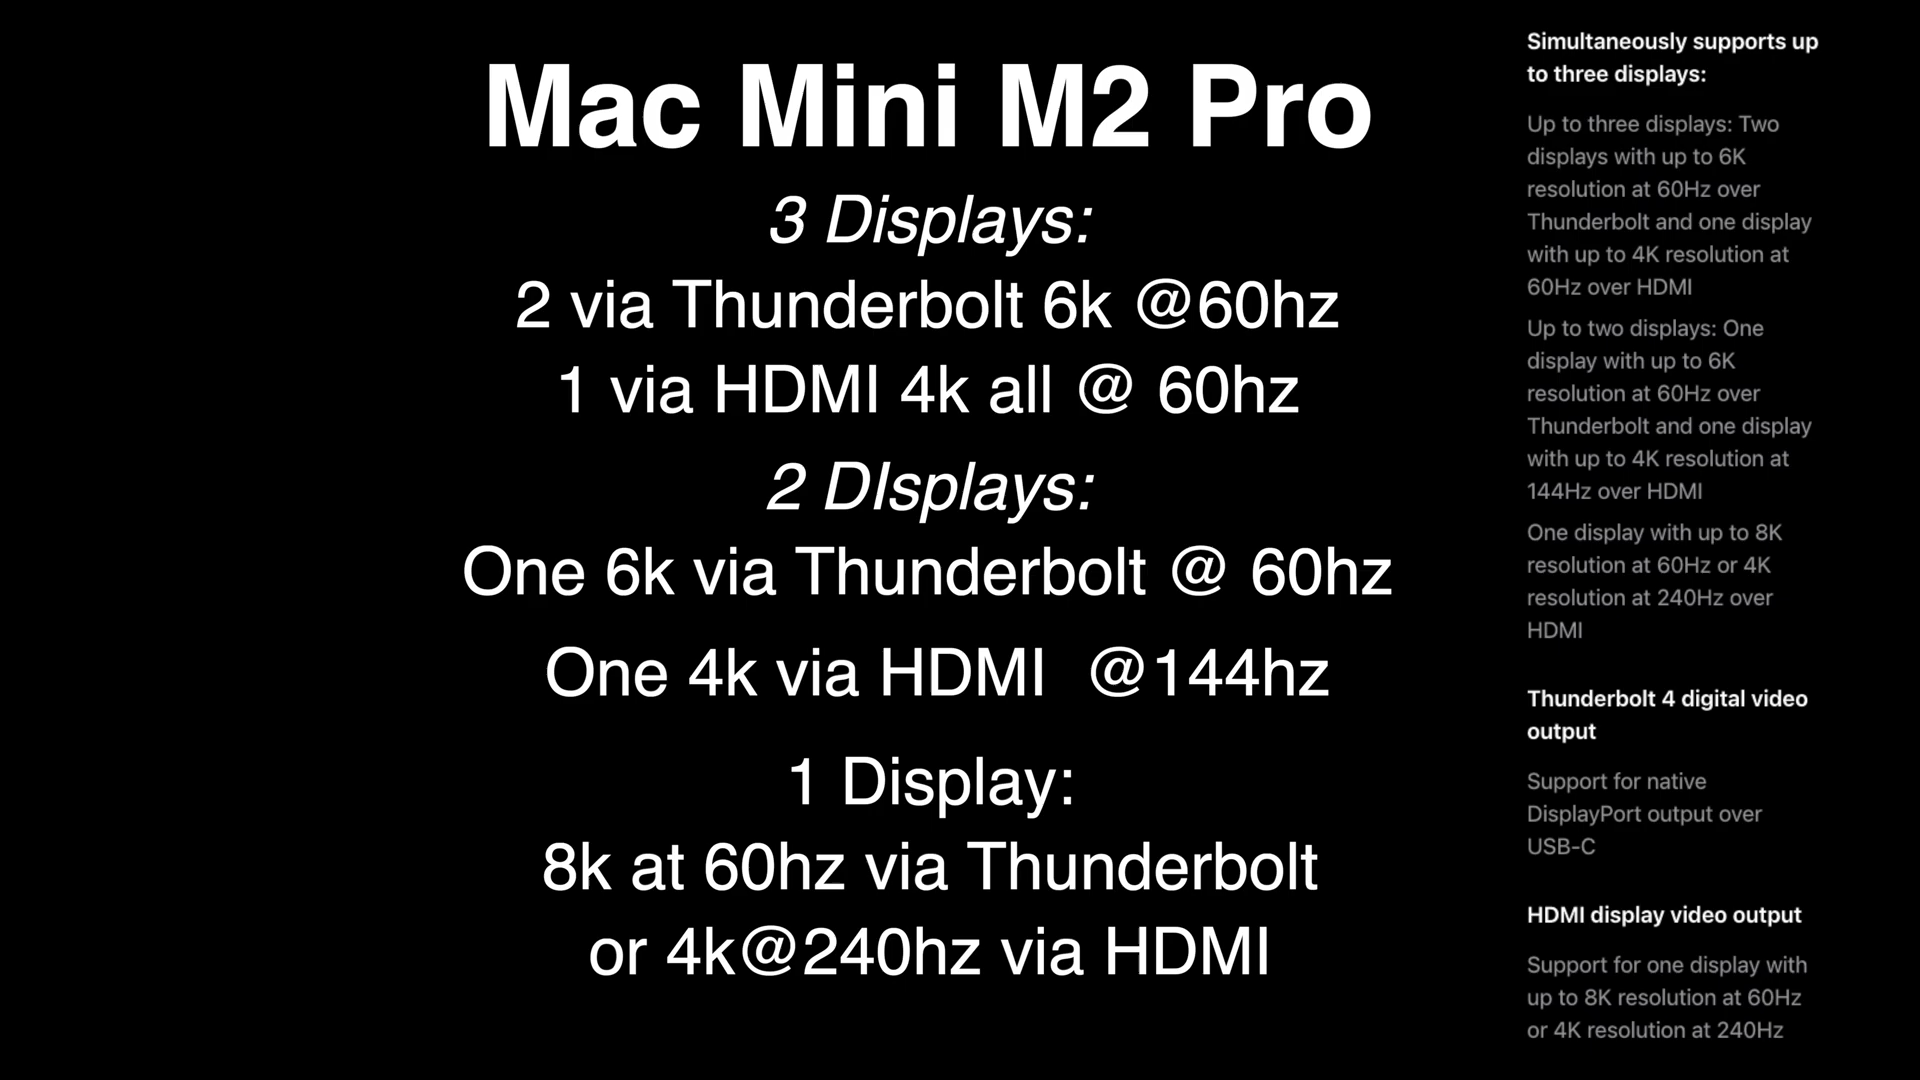 Mac Mini M2 Pro
3 Displays:
2 via Thunderbolt 6k @60hz
1 via HDMI 4k all @ 60hz
2 DIsplays:
One 6k via Thunderbolt @ 60hz
One 4k via HDMI @144hz
1 Display:
8k at 60hz via Thunderbolt
or 4k@240hz via HDMI
Simultaneously supports up
to three displays:
Up to three displays: Two
displays with up to 6K
resolution at 60Hz over
Thunderbolt and one display
with up to 4K resolution at
60Hz over HDMI
Up to two displays: One
display with up to 6K
resolution at 60Hz over
Thunderbolt and one display
with up to 4K resolution at
144Hz over HDMI
One display with up to 8K
resolution at 60Hz or 4K
resolution at 240Hz over
HDMI
Thunderbolt 4 digital video
output
Support for native
DisplayPort output over
USB-C
HDMI display video output
Support for one display with
up to 8K resolution at 60Hz
or 4K resolution at 240Hz